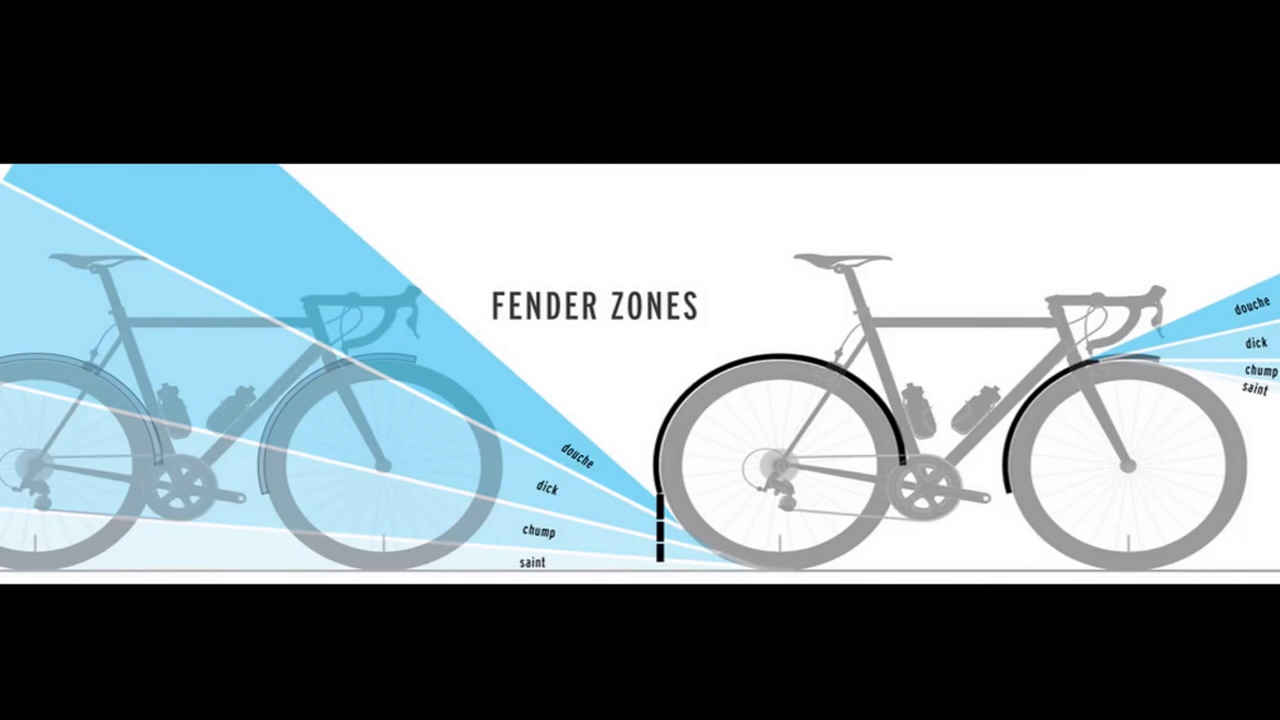 FENDER ZONES
douche
dick
chump
saint
douche
dick
chump
saint